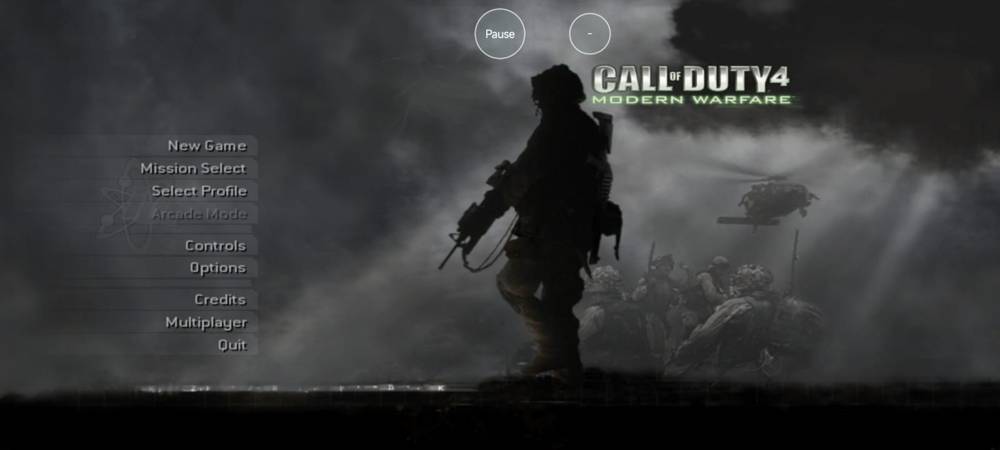 Pause
-
CALL OF DUTY 4
MODERN WARFARE
New Game
Mission Select
Select Profile
Arcade Mode
Controls
Options
Credits
Multiplayer
Quit